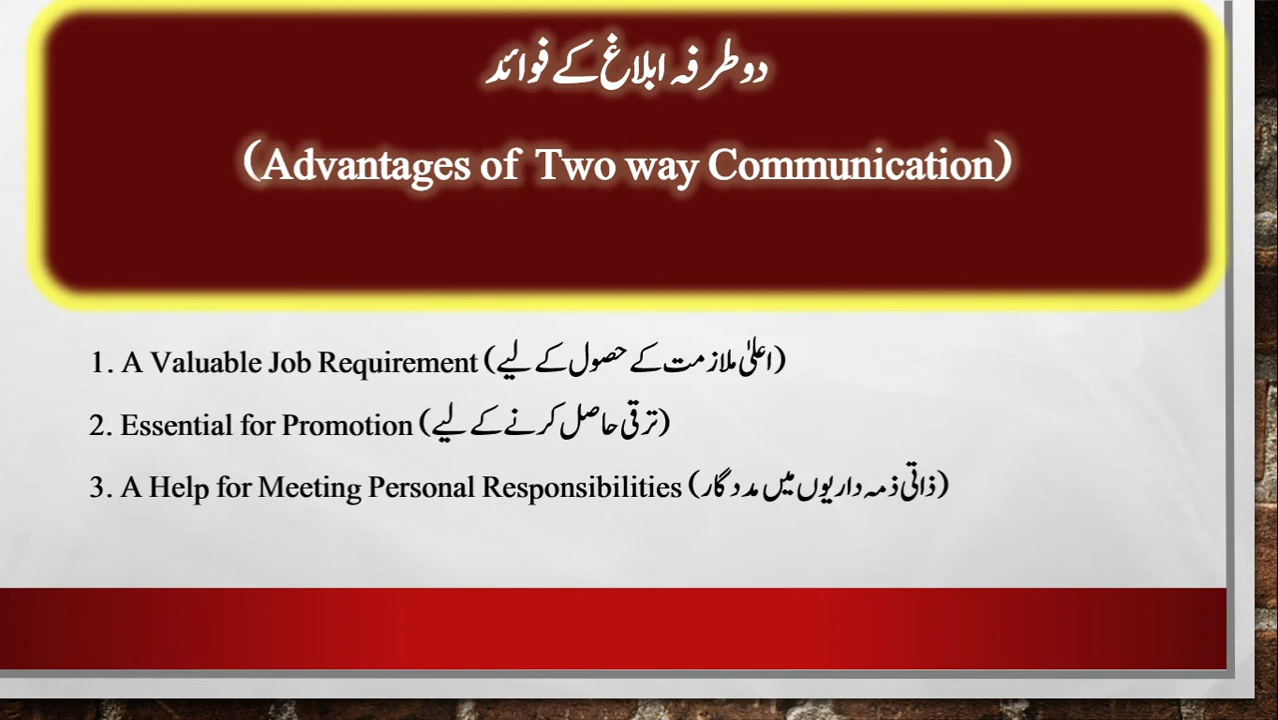 دو طرفہ ابلاغ کے فوائد
(Advantages of Two way Communication)
1. A Valuable Job Requirement (اعلیٰ ملازمت کے حصول کے لیے)
2. Essential for Promotion (ترقی حاصل کرنے کے لیے)
3. A Help for Meeting Personal Responsibilities (ذاتی ذمہ داریوں میں مددگار)